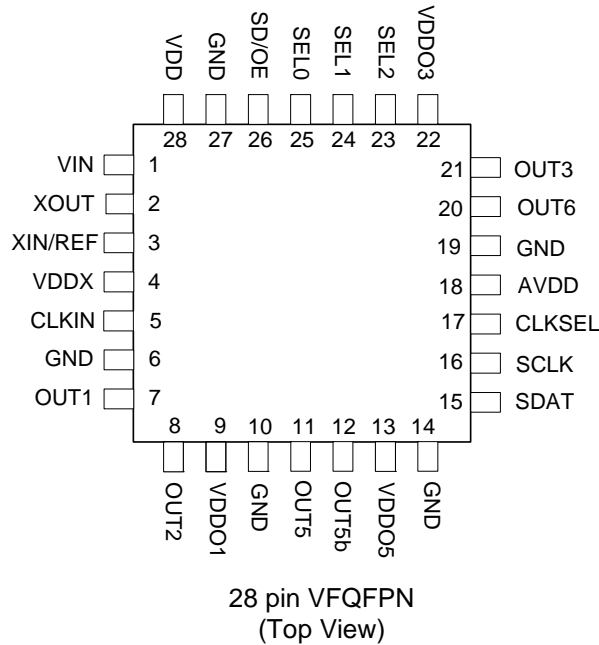 VDD
GND
SD/OE
SEL0
SEL1
SEL2
VDDO3
28 27 26 25 24 23 22
VIN 1
XOUT 2
XIN/REF 3
VDDX 4
CLKIN 5
GND 6
OUT1 7
21 OUT3
20 OUT6
19 GND
18 AVDD
17 CLKSEL
16 SCLK
15 SDAT
8 9 10 11 12 13 14
OUT2
VDDO1
GND
OUT5
OUT5b
VDDO5
GND
28 pin VFQFPN
(Top View)